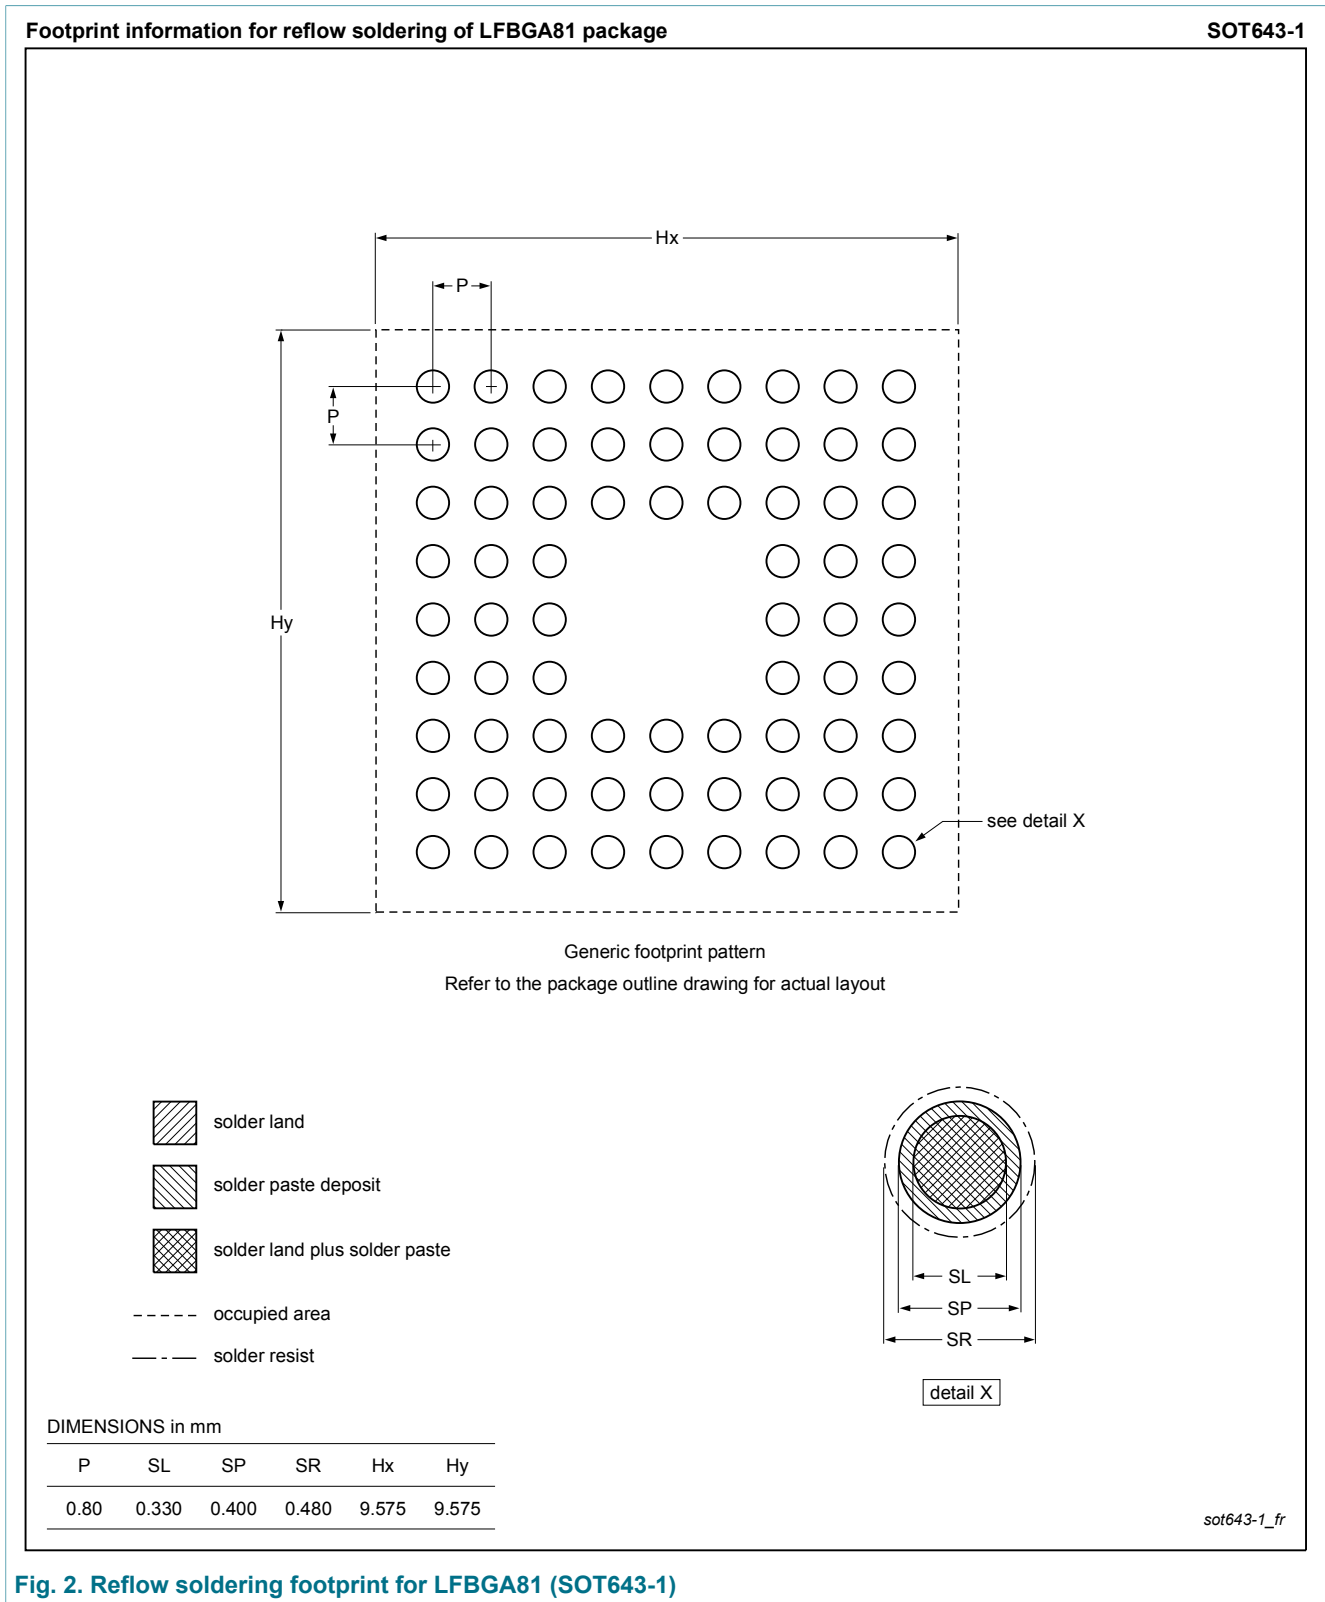 Footprint information for reflow soldering of LFBGA81 package SOT643-1
Hx
P
P
Hy
see detail X
Generic footprint pattern
Refer to the package outline drawing for actual layout
solder land
solder paste deposit
solder land plus solder paste
occupied area
solder resist
SL
SP
SR
detail X
DIMENSIONS in mm
P SL SP SR Hx Hy
0.80 0.330 0.400 0.480 9.575 9.575
sot643-1_fr
Fig. 2. Reflow soldering footprint for LFBGA81 (SOT643-1)